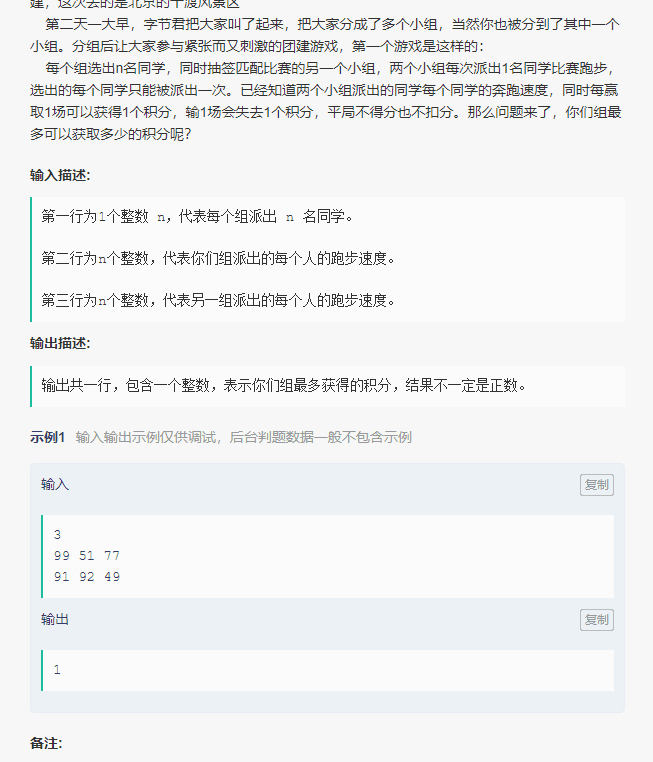 建，这次去的是北京的十渡风景区
第二天一大早，字节君把大家叫了起来，把大家分成了多个小组，当然你也被分到了其中一个
小组。分组后让大家参与紧张而又刺激的团建游戏，第一个游戏是这样的：
每个组选出n名同学，同时抽签匹配比赛的另一个小组，两个小组每次派出1名同学比赛跑步，
选出的每个同学只能被派出一次。已经知道两个小组派出的同学每个同学的奔跑速度，同时每赢
取1场可以获得1个积分，输1场会失去1个积分，平局不得分也不扣分。那么问题来了，你们组最
多可以获取多少的积分呢？
输入描述:
第一行为1个整数 n，代表每个组派出 n 名同学。
第二行为n个整数，代表你们组派出的每个人的跑步速度。
第三行为n个整数，代表另一组派出的每个人的跑步速度。
输出描述:
输出共一行，包含一个整数，表示你们组最多获得的积分，结果不一定是正数。
示例1 输入输出示例仅供调试，后台判题数据一般不包含示例
输入 复制
3
99 51 77
91 92 49
输出 复制
1
备注: